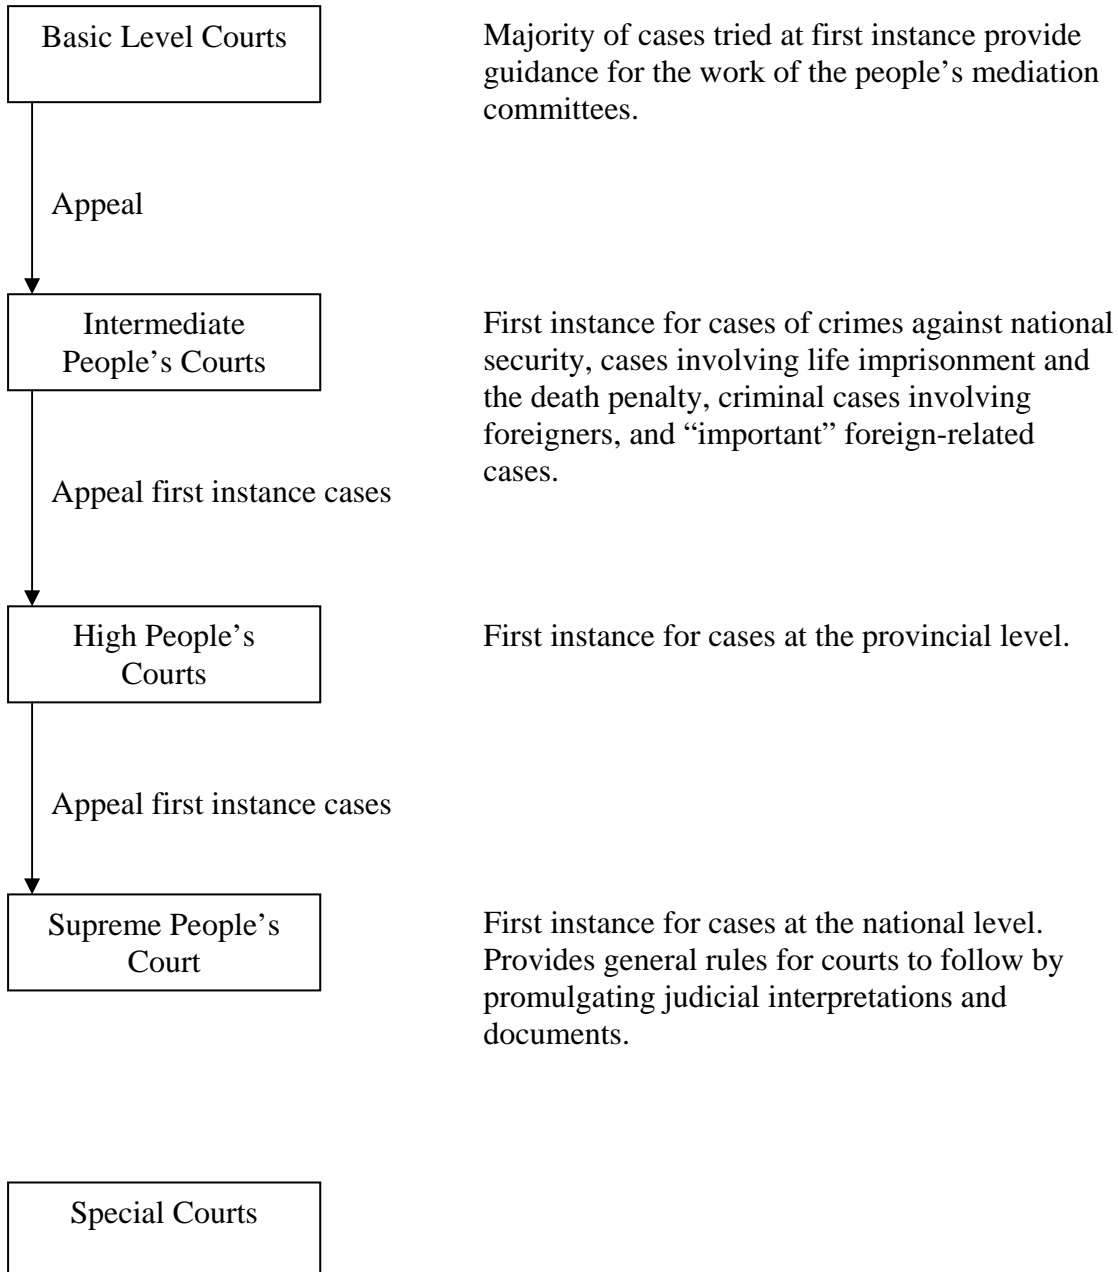 Basic Level Courts
Majority of cases tried at first instance provide
guidance for the work of the people’s mediation
committees.
Appeal
Intermediate
People’s Courts
First instance for cases of crimes against national
security, cases involving life imprisonment and
the death penalty, criminal cases involving
foreigners, and “important” foreign-related
cases.
Appeal first instance cases
High People’s
Courts
First instance for cases at the provincial level.
Appeal first instance cases
Supreme People’s
Court
First instance for cases at the national level.
Provides general rules for courts to follow by
promulgating judicial interpretations and
documents.
Special Courts